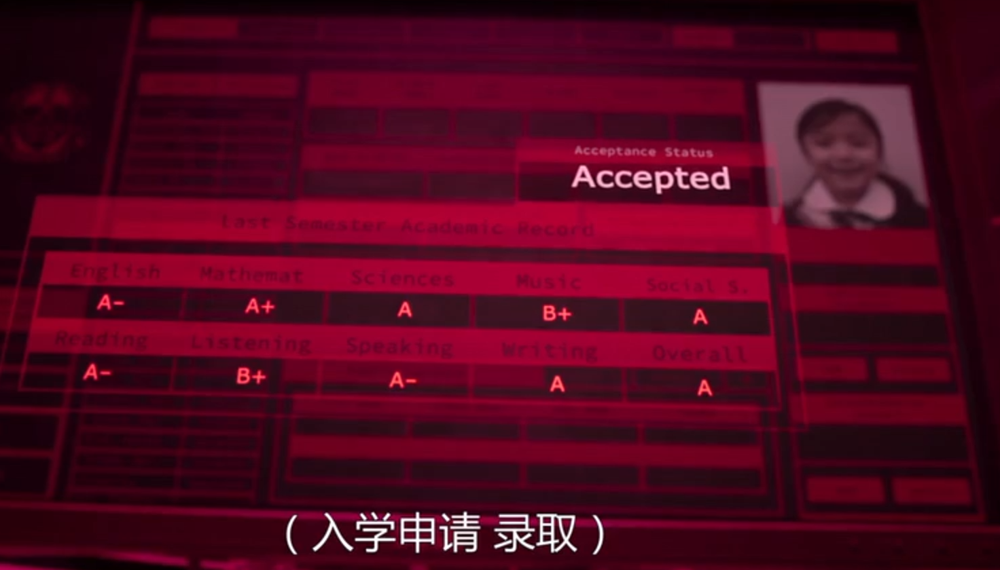 Acceptance Status
Accepted
Last Semester Academic Record
English Mathemat Sciences Music Social S.
A- A+ A B+ A
Reading Listening Speaking Writing Overall
A- B+ A- A A
（入学申请 录取）